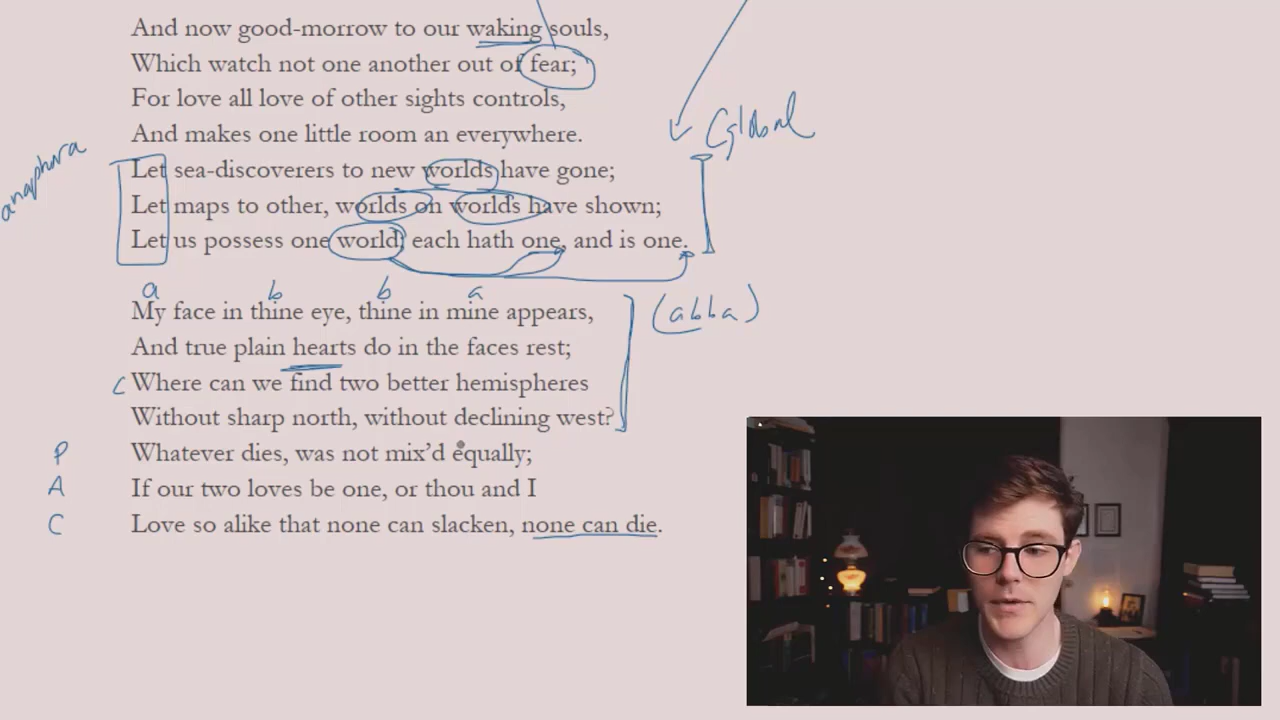 And now good-morrow to our waking souls,
Which watch not one another out of fear;
For love all love of other sights controls,
And makes one little room an everywhere.
global
anaphora
Let sea-discoverers to new worlds have gone;
Let maps to other, worlds on worlds have shown;
Let us possess one world; each hath one, and is one.
a b b a
My face in thine eye, thine in mine appears,
(abba)
And true plain hearts do in the faces rest;
C Where can we find two better hemispheres
Without sharp north, without declining west?
P Whatever dies, was not mix'd equally;
A If our two loves be one, or thou and I
C Love so alike that none can slacken, none can die.